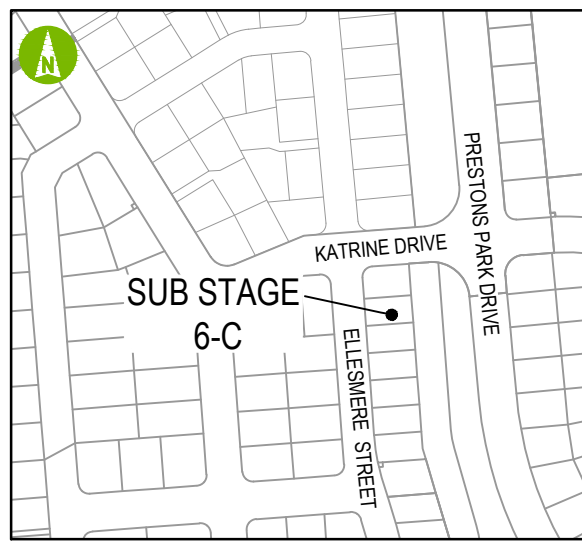 N
PRESTONS PARK DRIVE
KATRINE DRIVE
SUB STAGE
6-C
ELLESMERE STREET